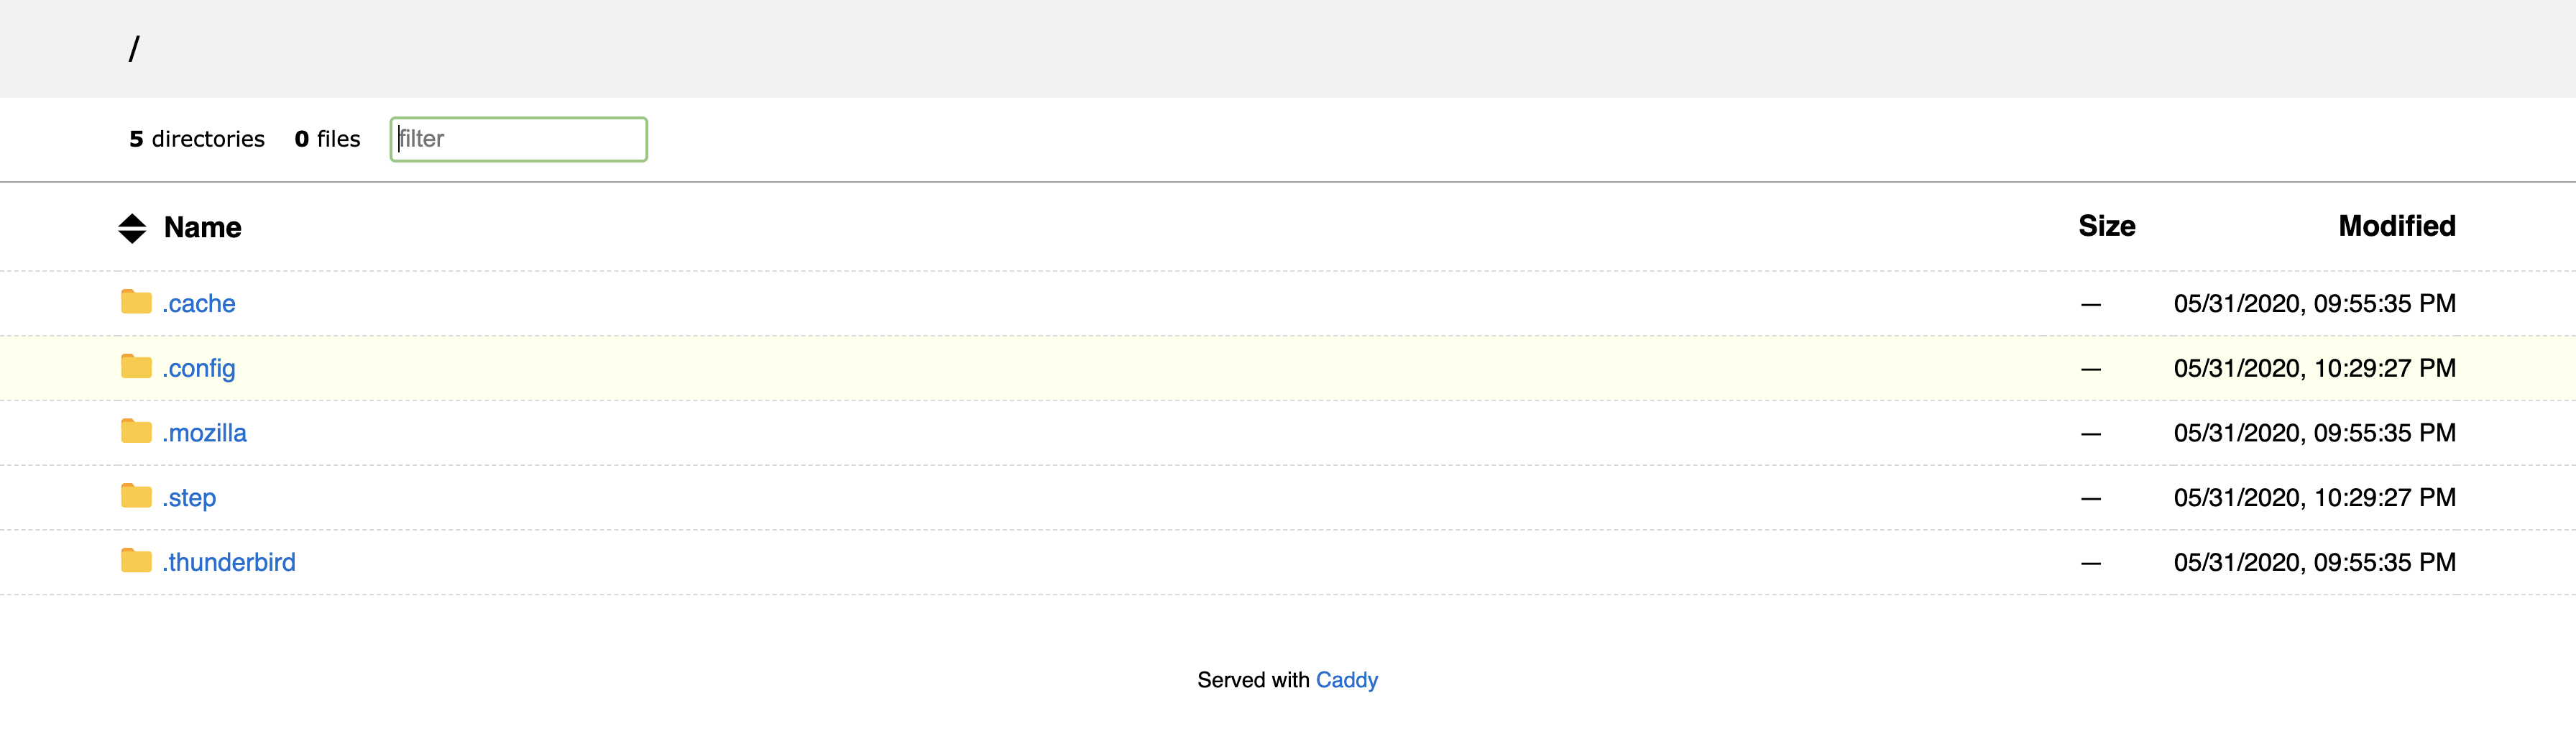 /
5 directories 0 files filter
Name Size Modified
.cache — 05/31/2020, 09:55:35 PM
.config — 05/31/2020, 10:29:27 PM
.mozilla — 05/31/2020, 09:55:35 PM
.step — 05/31/2020, 10:29:27 PM
.thunderbird — 05/31/2020, 09:55:35 PM
Served with Caddy